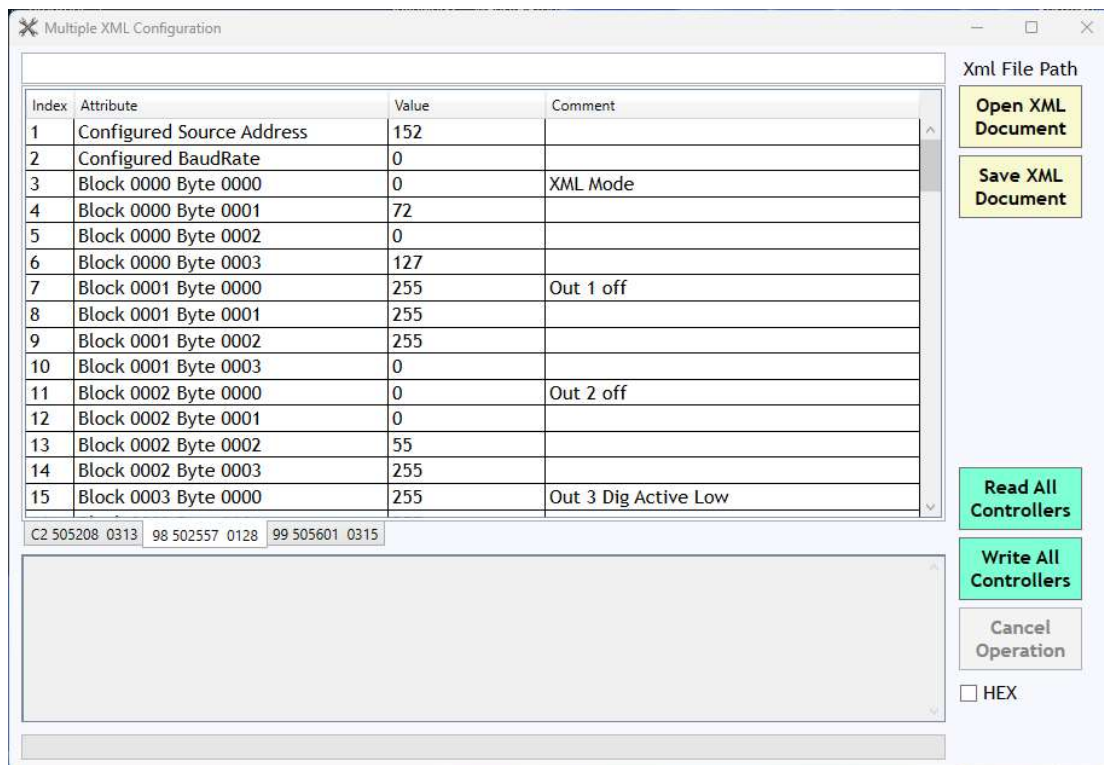 Multiple XML Configuration
Xml File Path
Index Attribute Value Comment
1 Configured Source Address 152
2 Configured BaudRate 0
3 Block 0000 Byte 0000 0 XML Mode
4 Block 0000 Byte 0001 72
5 Block 0000 Byte 0002 0
6 Block 0000 Byte 0003 127
7 Block 0001 Byte 0000 255 Out 1 off
8 Block 0001 Byte 0001 255
9 Block 0001 Byte 0002 255
10 Block 0001 Byte 0003 0
11 Block 0002 Byte 0000 0 Out 2 off
12 Block 0002 Byte 0001 0
13 Block 0002 Byte 0002 55
14 Block 0002 Byte 0003 255
15 Block 0003 Byte 0000 255 Out 3 Dig Active Low
C2 505208 0313 98 502557 0128 99 505601 0315
Open XML
Document
Save XML
Document
Read All
Controllers
Write All
Controllers
Cancel
Operation
HEX